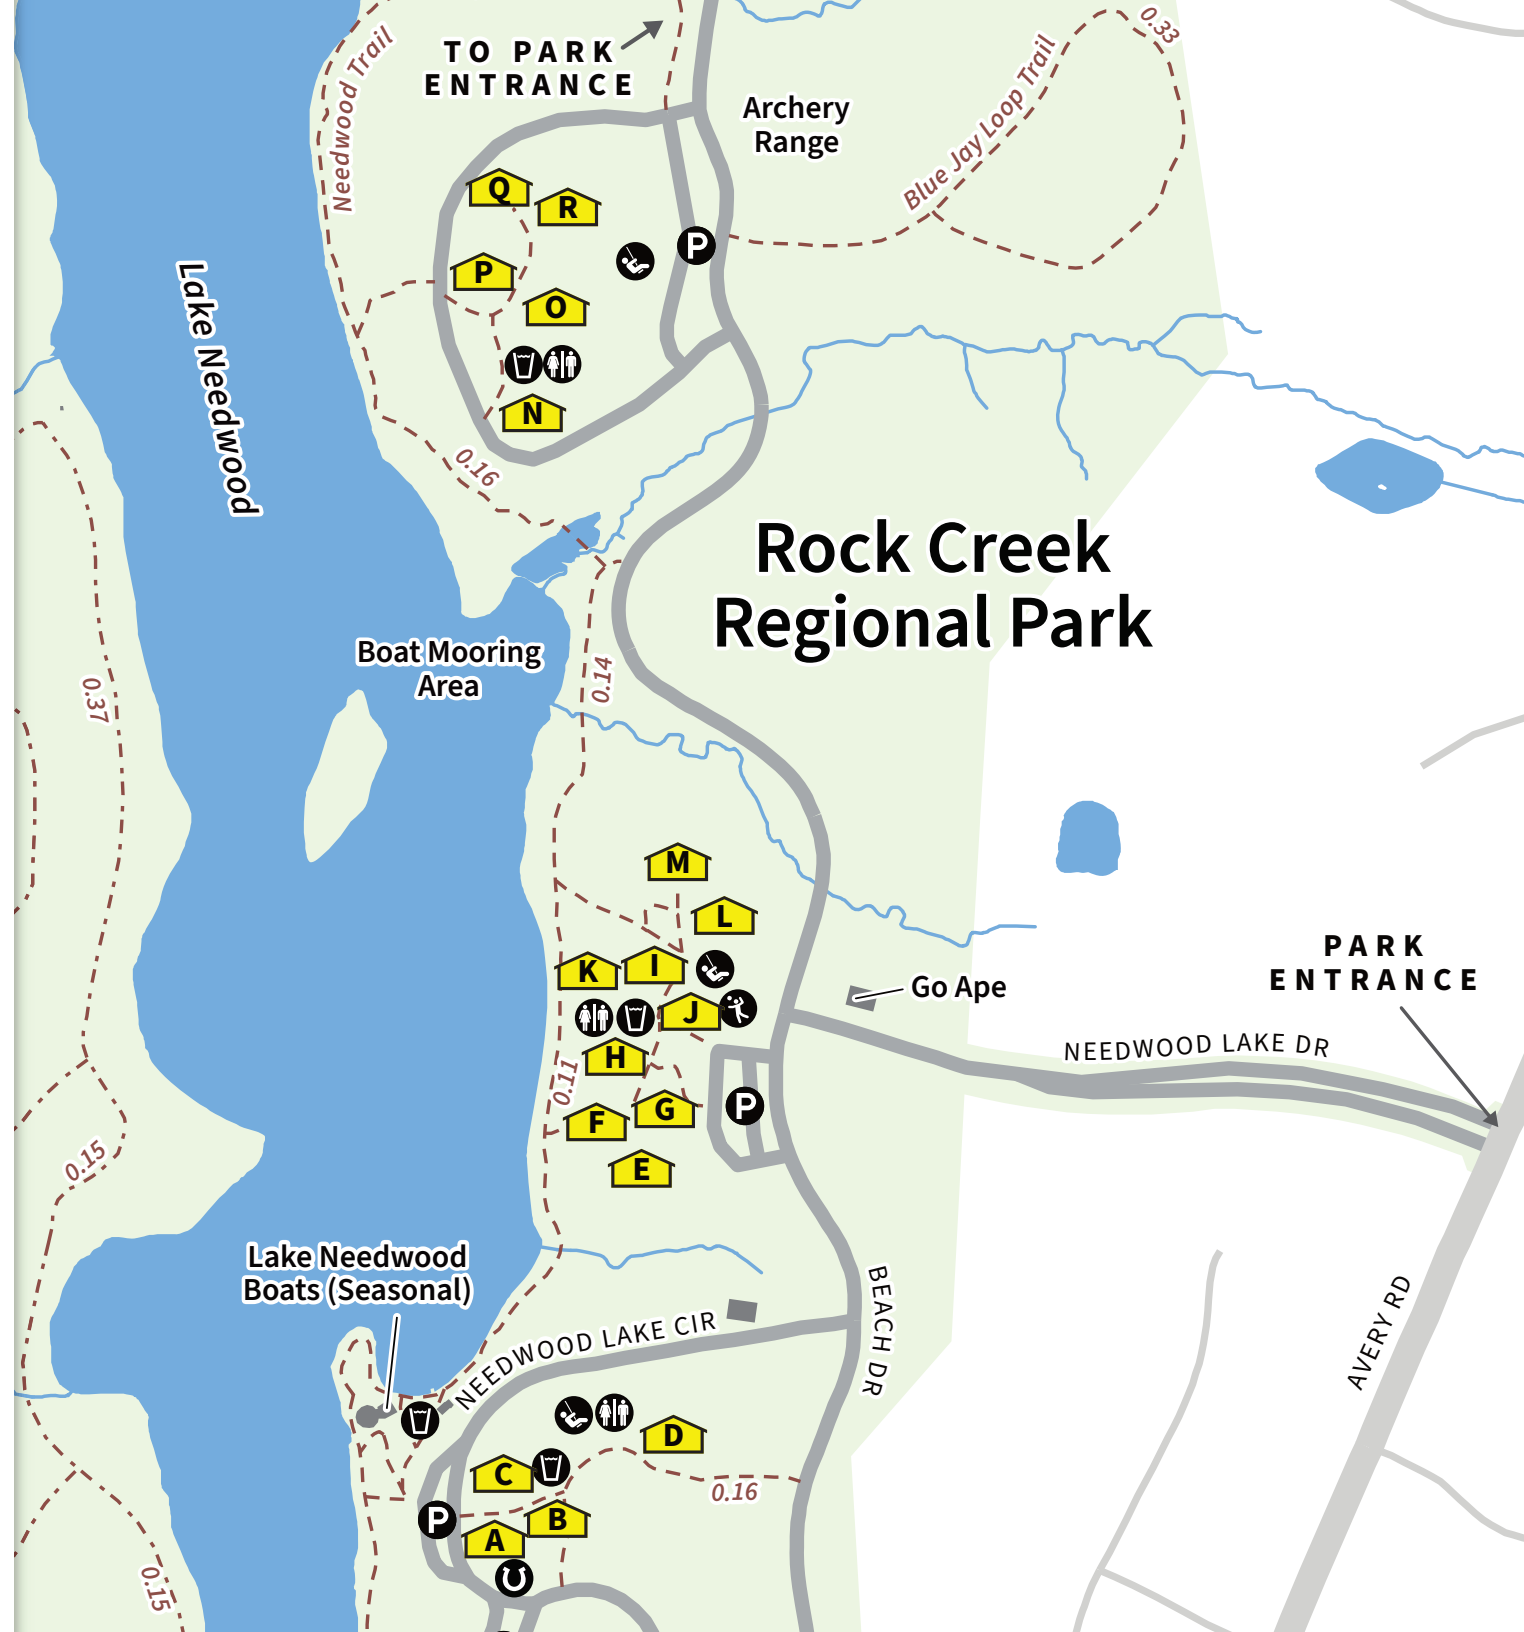 TO PARK
ENTRANCE
Needwood Trail
Archery
Range
Blue Jay Loop Trail
0.33
Q
R
P
P
O
N
Lake Needwood
0.16
Rock Creek
Regional Park
Boat Mooring
Area
0.14
0.37
M
L
K
I
J
H
G
F
E
P
0.11
Go Ape
PARK
ENTRANCE
NEEDWOOD LAKE DR
0.15
Lake Needwood
Boats (Seasonal)
NEEDWOOD LAKE CIR
BEACH DR
AVERY RD
D
C
B
A
P
0.16
0.15